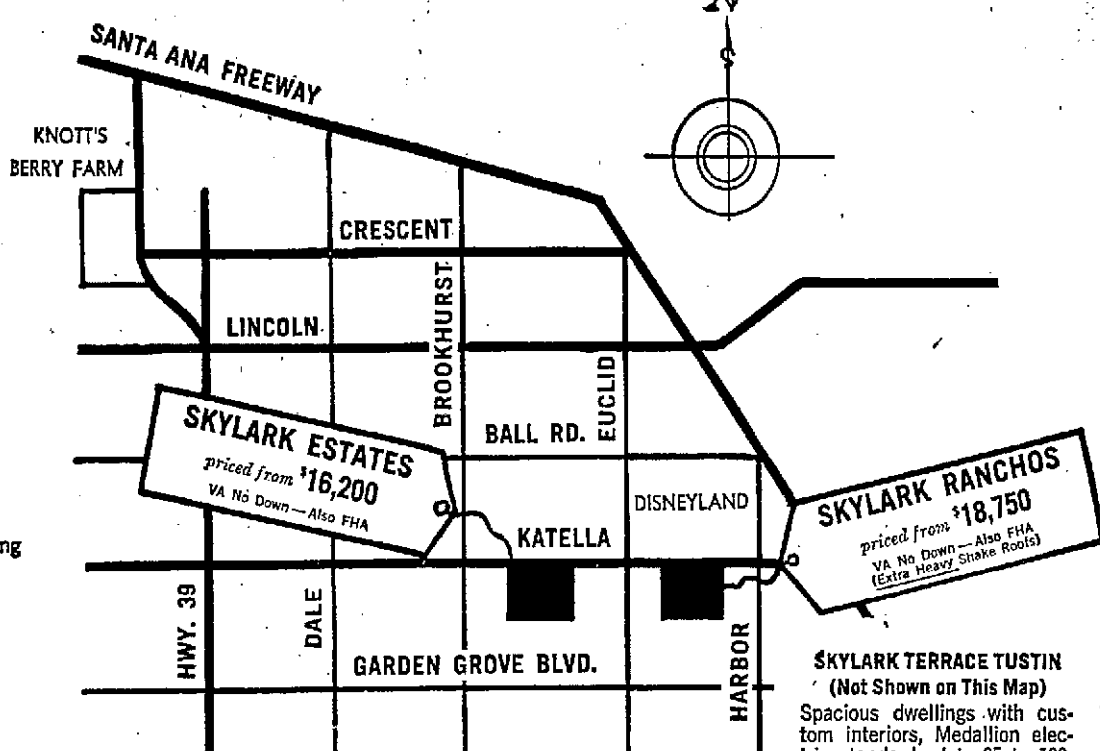 N
S
SANTA ANA FREEWAY
KNOTT'S
BERRY FARM
CRESCENT
BROOKHURST
LINCOLN
EUCLID
BALL RD.
SKYLARK ESTATES
priced from $16,200
VA No Down—Also FHA
DISNEYLAND
SKYLARK RANCHOS
priced from $18,750
VA No Down—Also FHA
(Extra Heavy Shake Roofs)
ng
KATELLA
HWY. 39
DALE
GARDEN GROVE BLVD.
HARBOR
SKYLARK TERRACE TUSTIN
(Not Shown on This Map)
Spacious dwellings with cus-
tom interiors, Medallion elec-